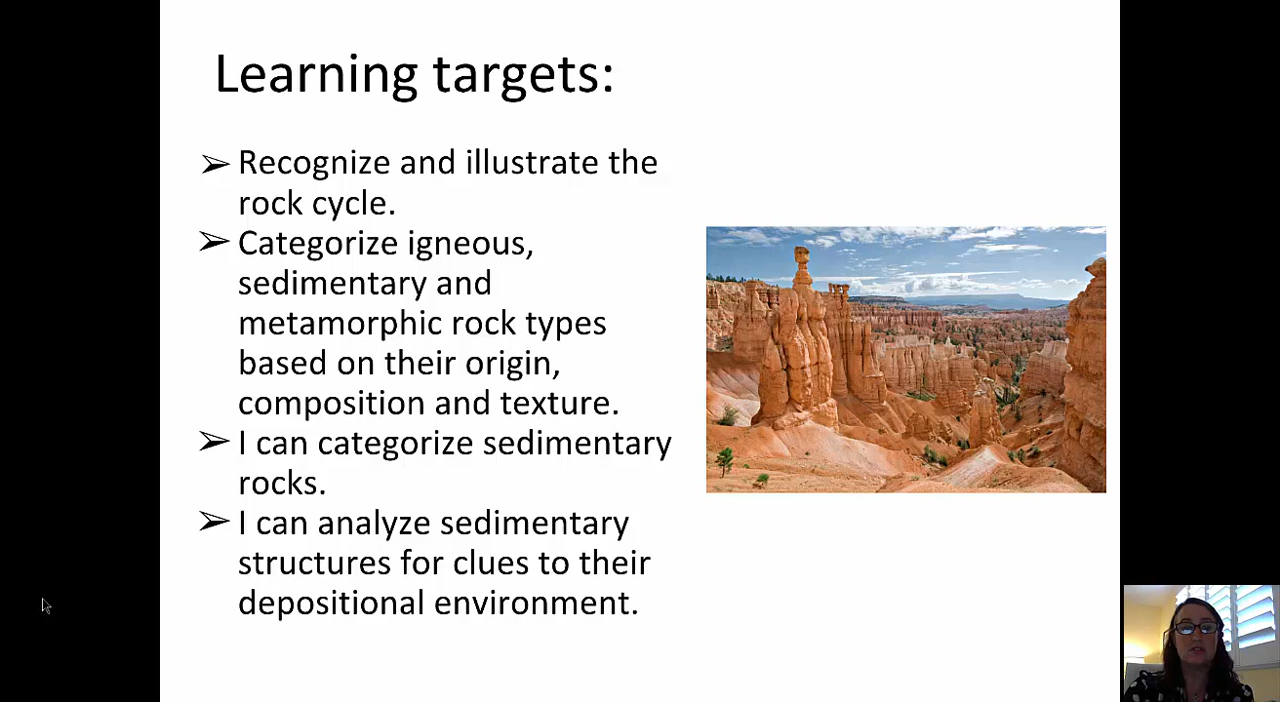 Learning targets:
➢ Recognize and illustrate the
rock cycle.
➢ Categorize igneous,
sedimentary and
metamorphic rock types
based on their origin,
composition and texture.
➢ I can categorize sedimentary
rocks.
➢ I can analyze sedimentary
structures for clues to their
depositional environment.